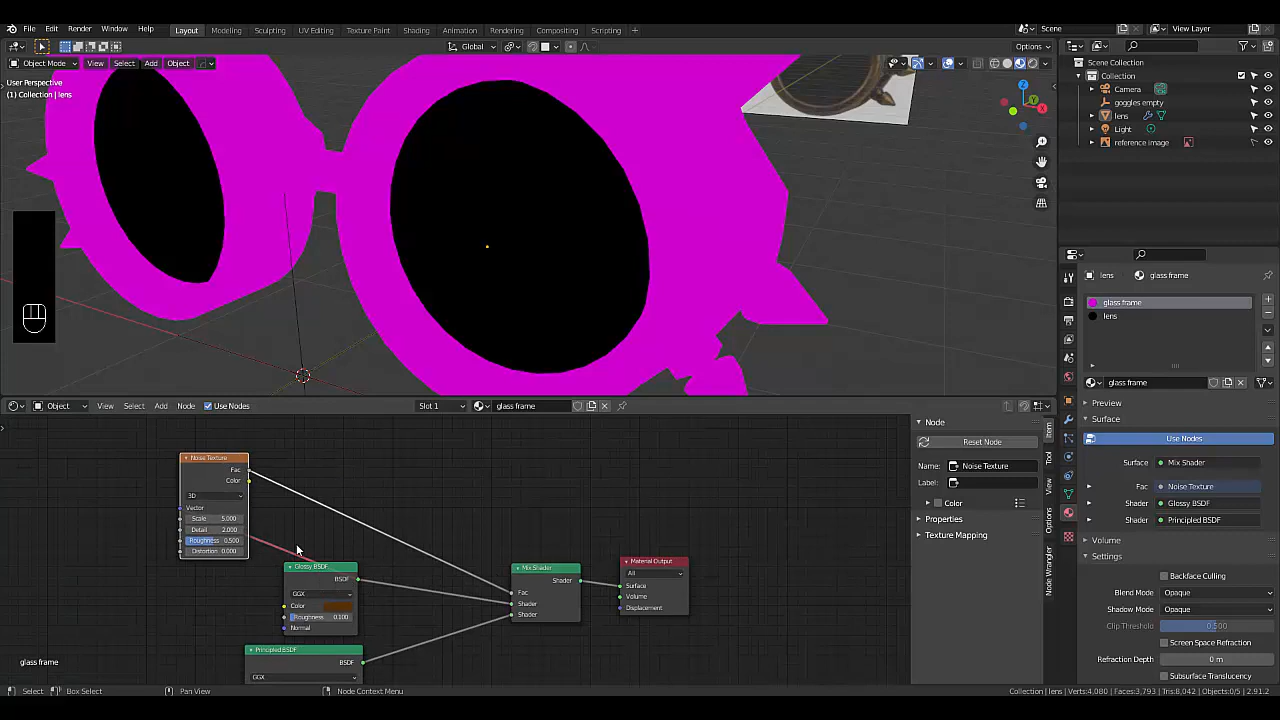 File Edit Render Window Help Layout Modeling Sculpting UV Editing Texture Paint Shading Animation Rendering Compositing Scripting Scene View Layer
Object Mode View Select Add Object Global Options
User Perspective
(1) Collection | lens
Scene Collection
Collection
Camera
goggles empty
lens
Light
reference image
lens glass frame
glass frame
lens
glass frame
Preview
Surface
Use Nodes
Surface Mix Shader
Fac Noise Texture
Shader Glossy BSDF
Shader Principled BSDF
Volume
Settings
Backface Culling
Blend Mode Opaque
Shadow Mode Opaque
Clip Threshold 0.500
Screen Space Refraction
Refraction Depth 0 m
Subsurface Translucency
Object View Select Add Node Use Nodes Slot 1 glass frame
Noise Texture
Fac
Color
3D
Vector
Scale 5.000
Detail 2.000
Roughness 0.500
Distortion 0.000
Glossy BSDF
BSDF
GGX
Color
Roughness 0.100
Normal
Principled BSDF
BSDF
GGX
Mix Shader
Shader
Fac
Shader
Shader
Material Output
All
Surface
Volume
Displacement
Node
Reset Node
Name: Noise Texture
Label:
Color
Properties
Texture Mapping
Item
Tool
View
Options
Node Wrangler
glass frame
Select Box Select Pan View Node Context Menu Collection | lens | Verts:4,080 | Faces:3,793 | Tris:8,042 | Objects:0/5 | 2.91.2